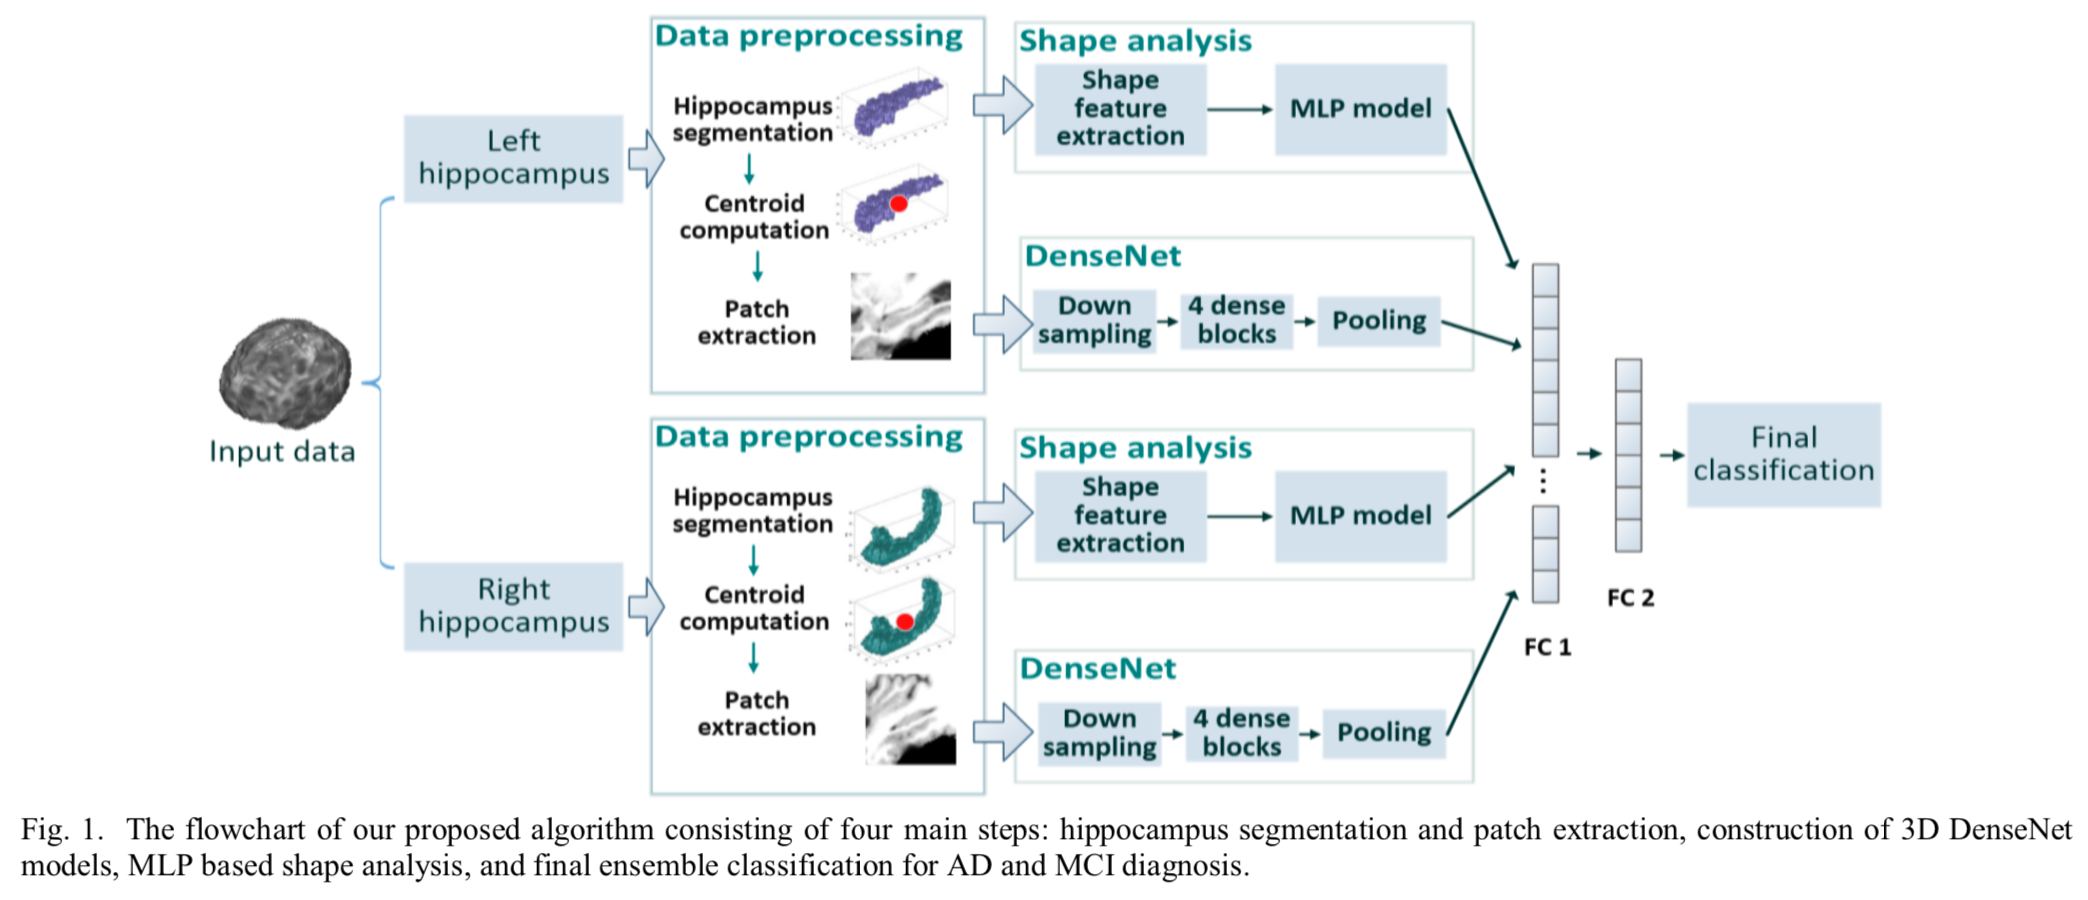 Input data
Left
hippocampus
Right
hippocampus
Data preprocessing
Hippocampus
segmentation
Centroid
computation
Patch
extraction
Shape analysis
Shape
feature
extraction
MLP model
DenseNet
Down
sampling
4 dense
blocks
Pooling
Data preprocessing
Hippocampus
segmentation
Centroid
computation
Patch
extraction
Shape analysis
Shape
feature
extraction
MLP model
DenseNet
Down
sampling
4 dense
blocks
Pooling
FC 1
FC 2
Final
classification
Fig. 1. The flowchart of our proposed algorithm consisting of four main steps: hippocampus segmentation and patch extraction, construction of 3D DenseNet
models, MLP based shape analysis, and final ensemble classification for AD and MCI diagnosis.